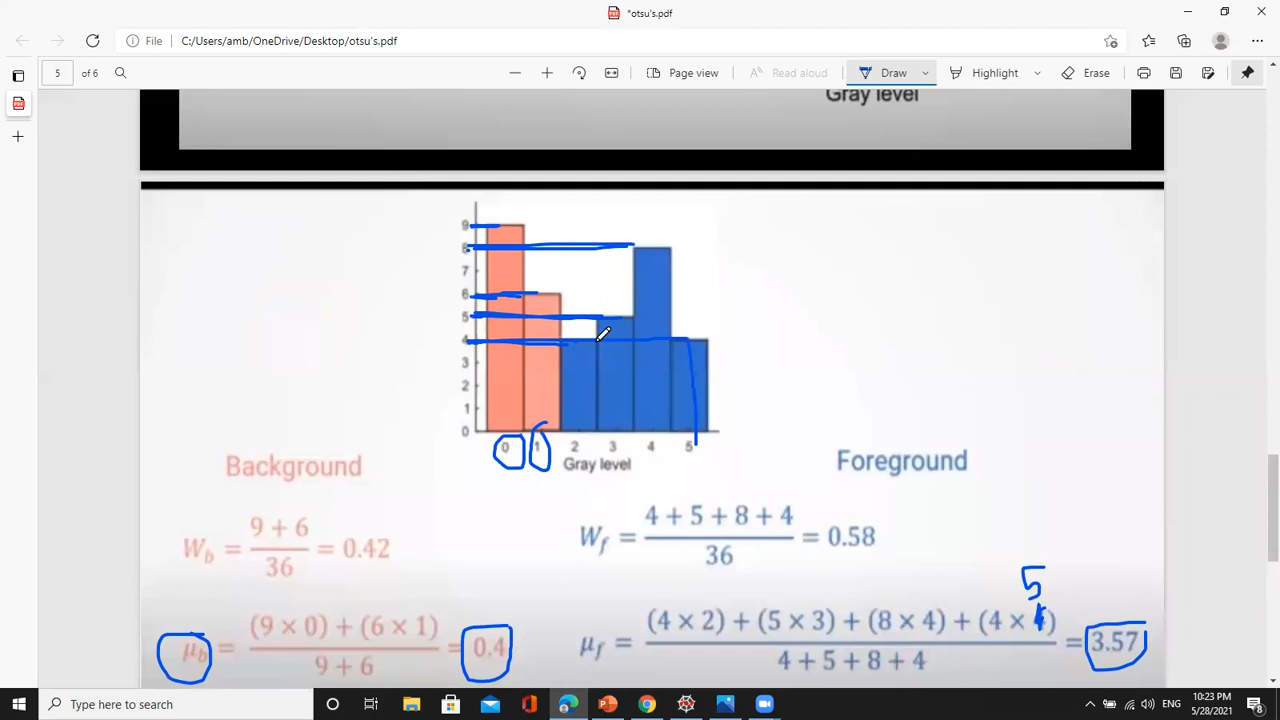 *otsu's.pdf
File C:/Users/amb/OneDrive/Desktop/otsu's.pdf
5 of 6 Page view Read aloud Draw Highlight Erase
Gray level
9
8
7
6
5
4
3
2
1
0
0 1 2 3 4 5
Gray level
Background Foreground
W_b = (9 + 6) / 36 = 0.42
W_f = (4 + 5 + 8 + 4) / 36 = 0.58
5
μ_b = ((9 × 0) + (6 × 1)) / (9 + 6) = 0.4
μ_f = ((4 × 2) + (5 × 3) + (8 × 4) + (4 × 4)) / (4 + 5 + 8 + 4) = 3.57
Type here to search
ENG
10:23 PM
5/28/2021
8